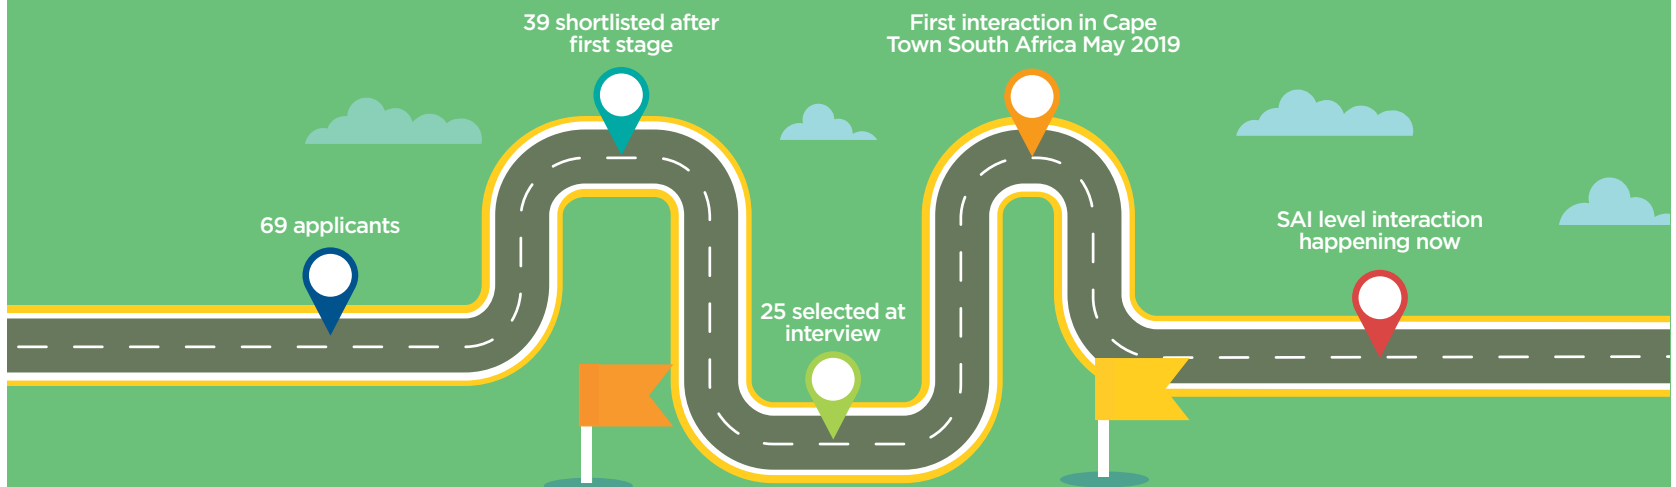 69 applicants
39 shortlisted after
first stage
25 selected at
interview
First interaction in Cape
Town South Africa May 2019
SAI level interaction
happening now